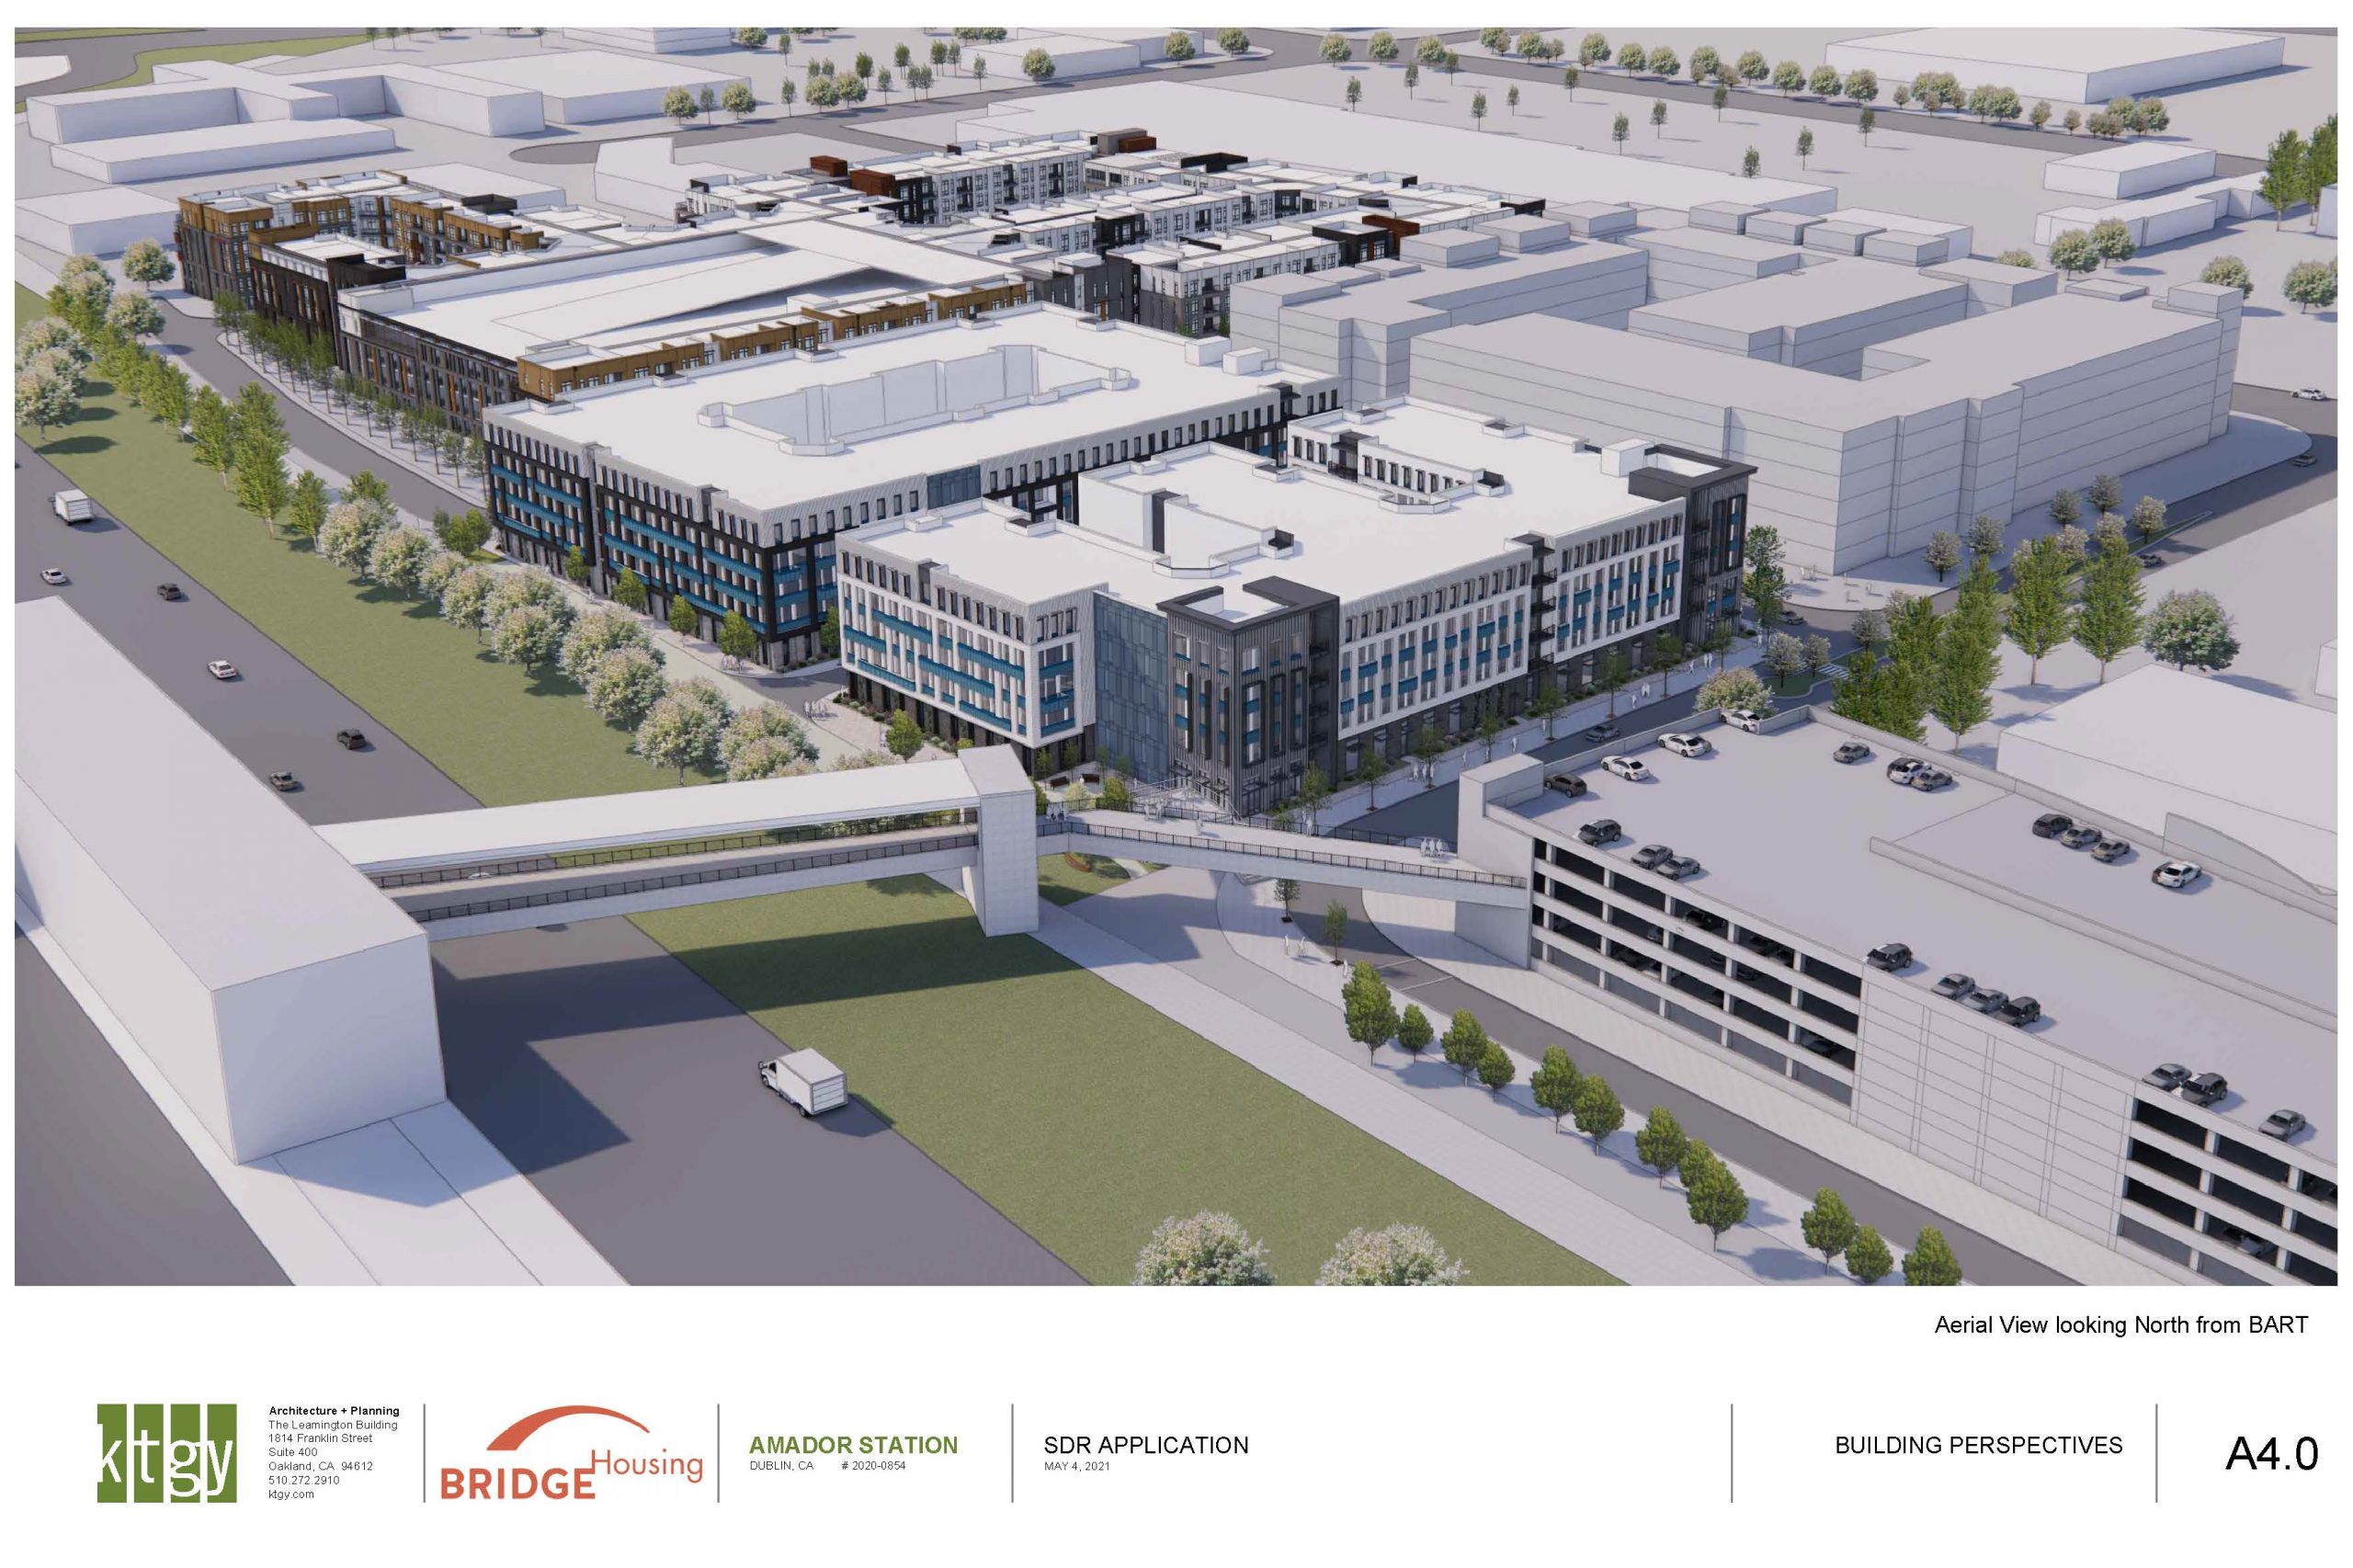 Aerial View looking North from BART
ktgy
Architecture + Planning
The Leamington Building
1814 Franklin Street
Suite 400
Oakland, CA 94612
510.272.2910
ktgy.com
BRIDGE Housing
AMADOR STATION
DUBLIN, CA # 2020-0854
SDR APPLICATION
MAY 4, 2021
BUILDING PERSPECTIVES
A4.0